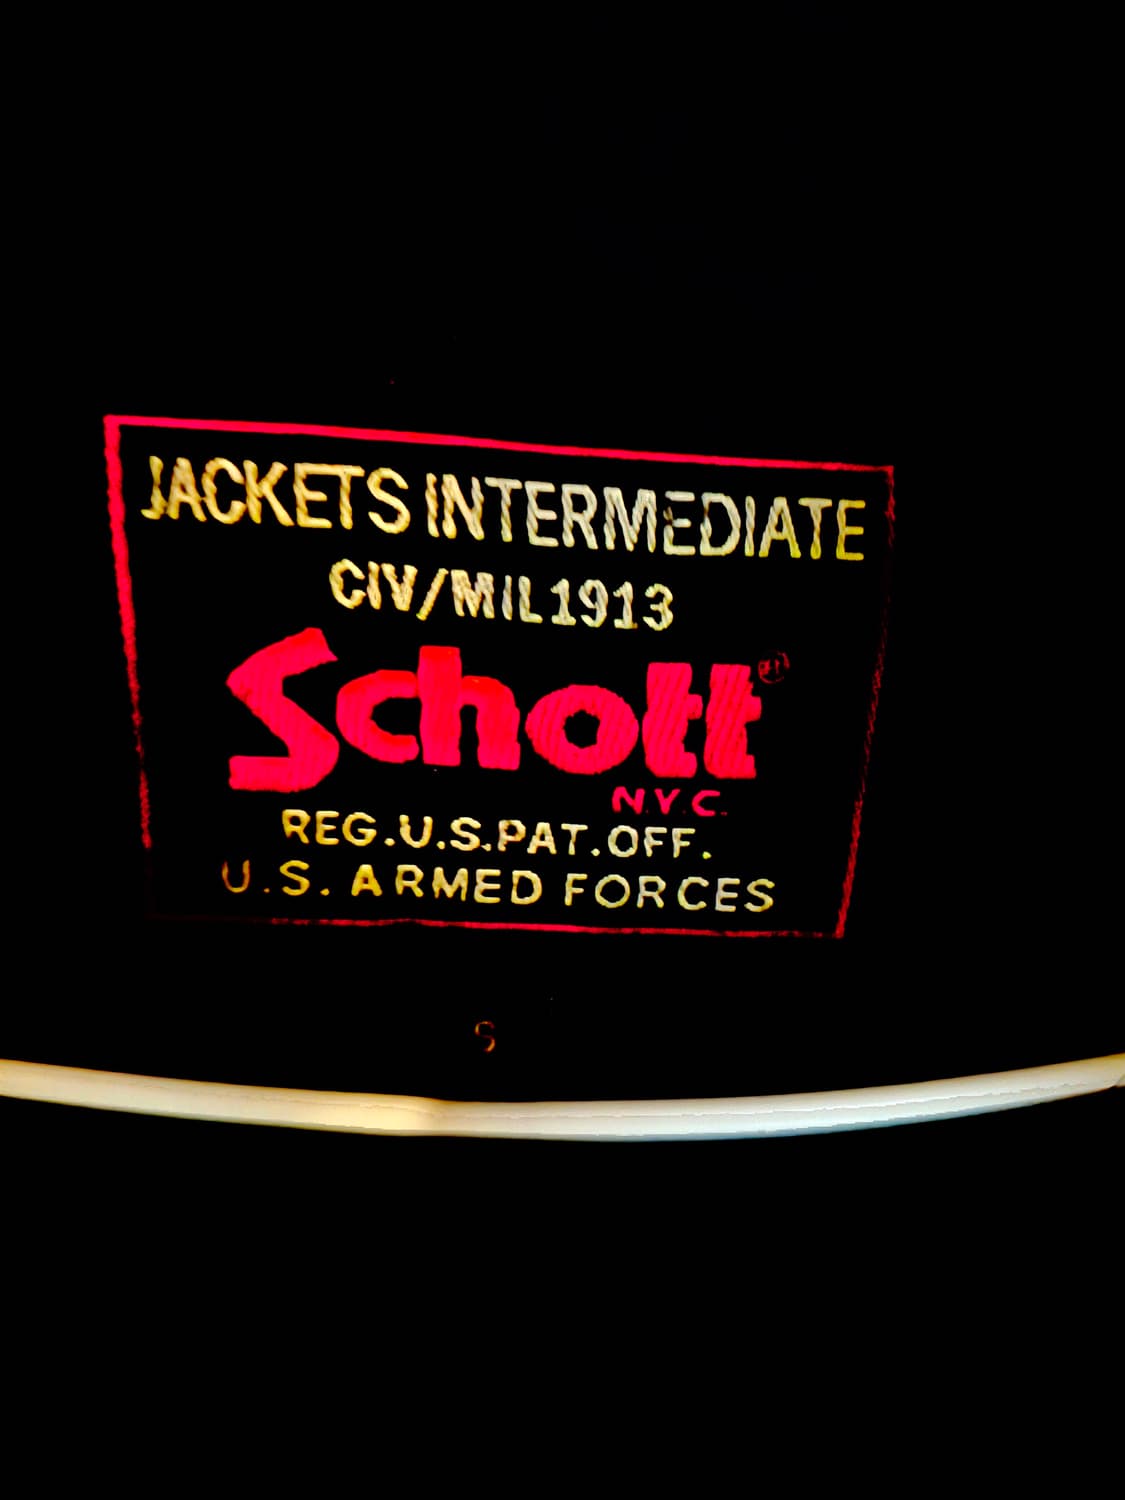 JACKETS INTERMEDIATE
CIV/MIL1913
Schott®
N.Y.C.
REG.U.S.PAT.OFF.
U.S. ARMED FORCES
S